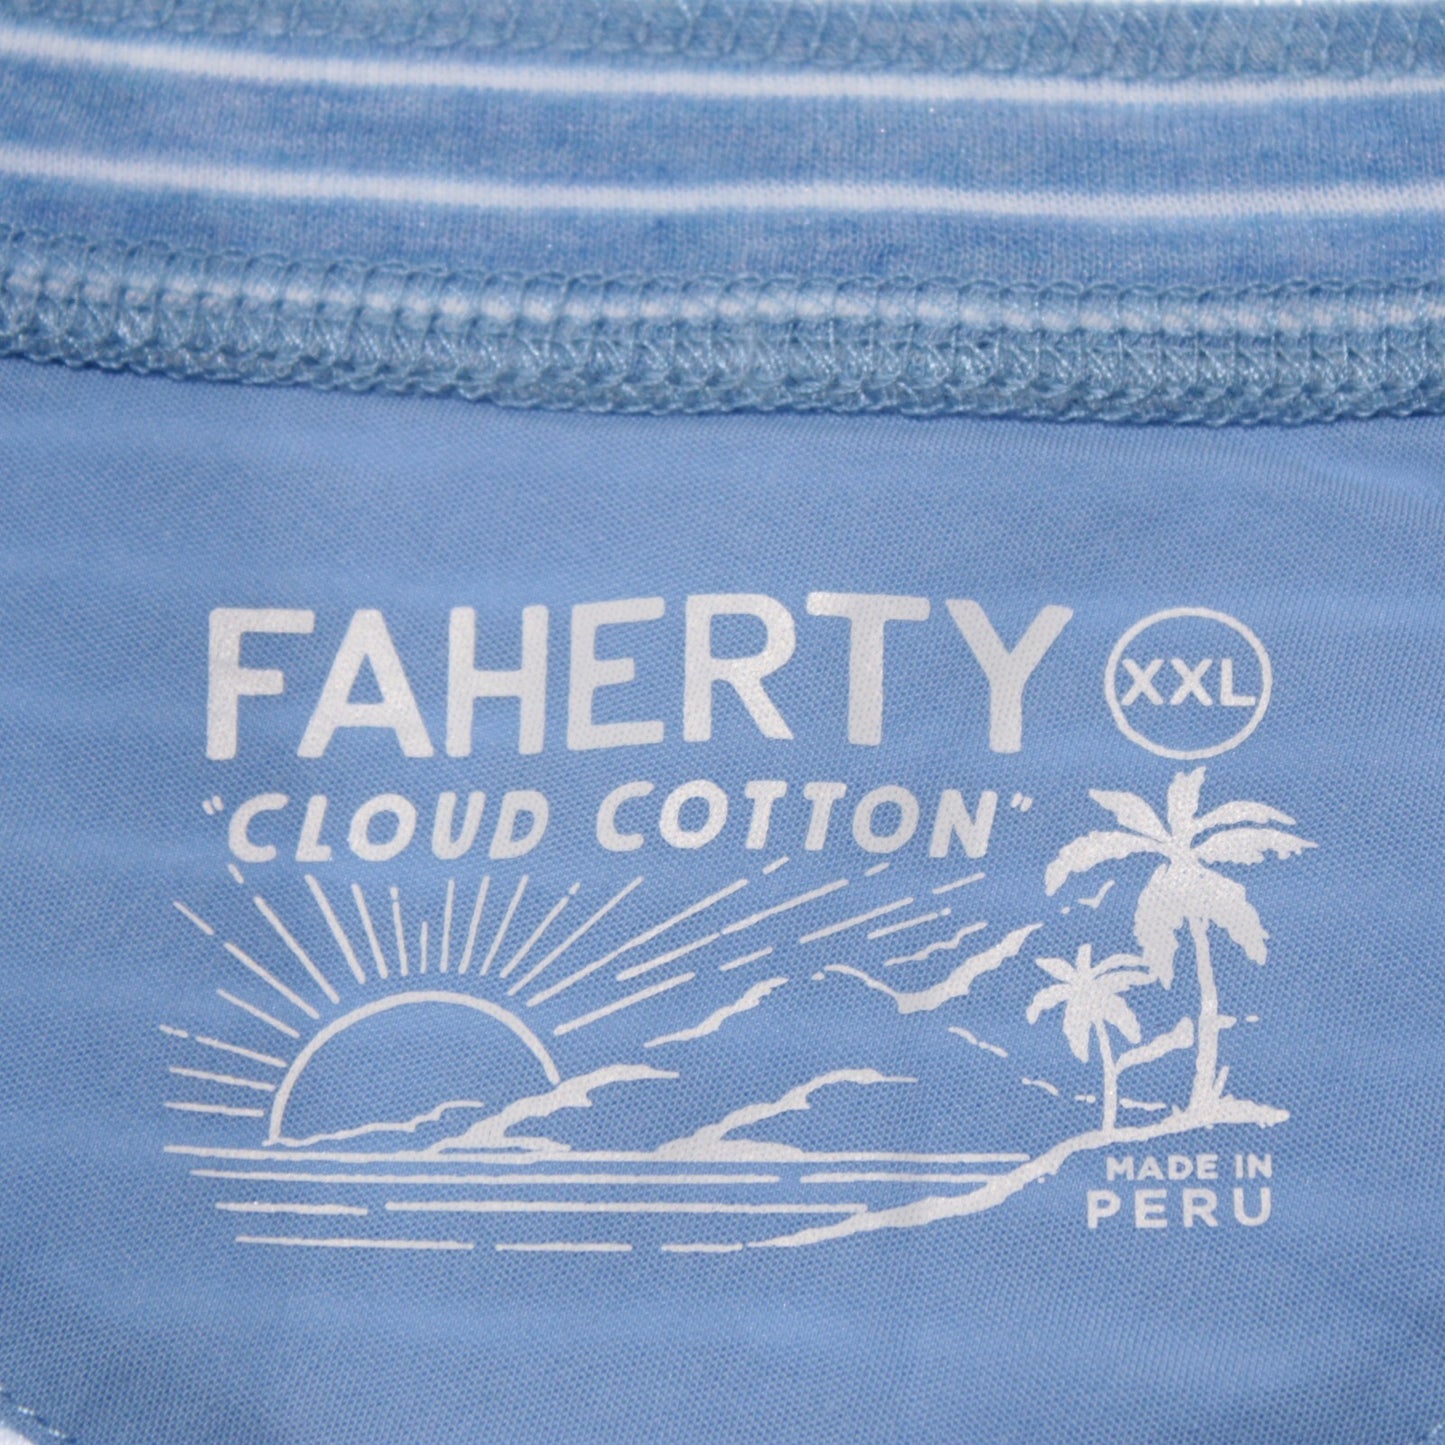 FAHERTY XXL
"CLOUD COTTON"
MADE IN
PERU